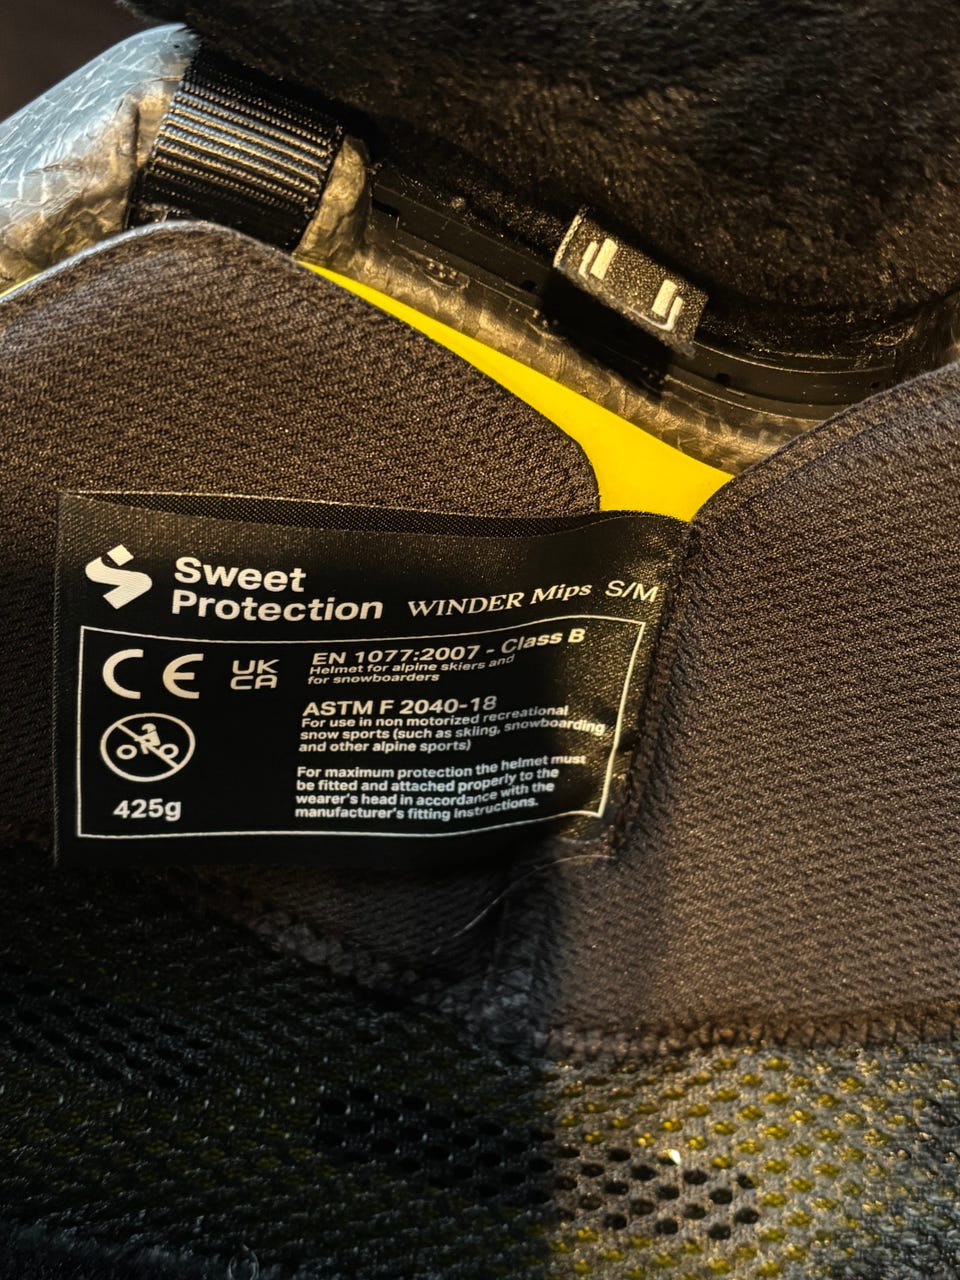 Sweet
Protection WINDER Mips S/M
CE UK
CA
EN 1077:2007 - Class B
Helmet for alpine skiers and
for snowboarders
ASTM F 2040-18
For use in non motorized recreational
snow sports (such as skiing, snowboarding
and other alpine sports)
For maximum protection the helmet must
be fitted and attached properly to the
wearer's head in accordance with the
manufacturer's fitting instructions.
425g